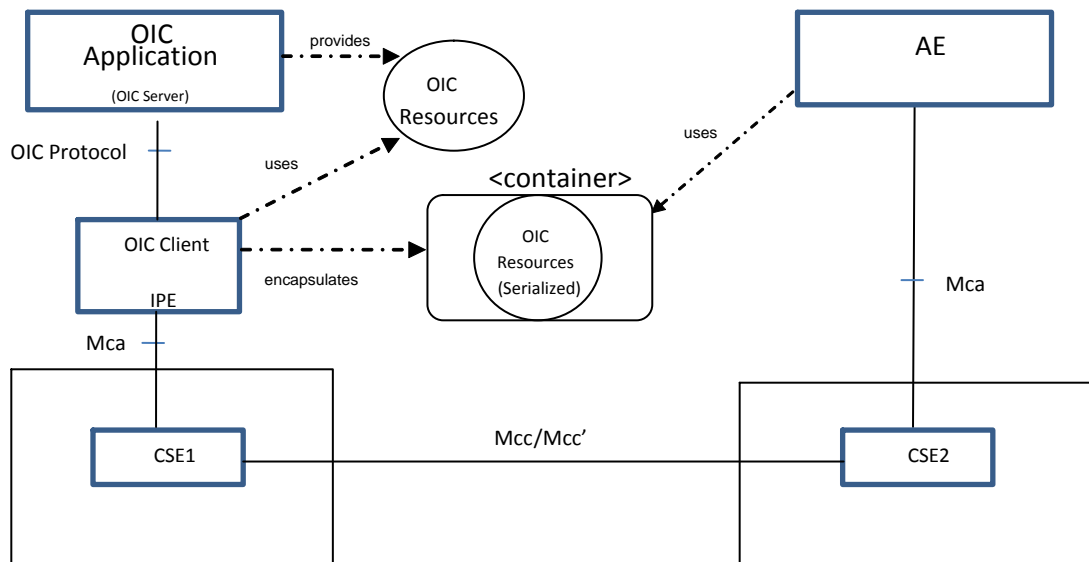 OIC
Application
(OIC Server)
provides
OIC
Resources
AE
OIC Protocol
uses
uses
<container>
OIC Client
IPE
encapsulates
OIC
Resources
(Serialized)
Mca
Mca
CSE1
Mcc/Mcc’
CSE2